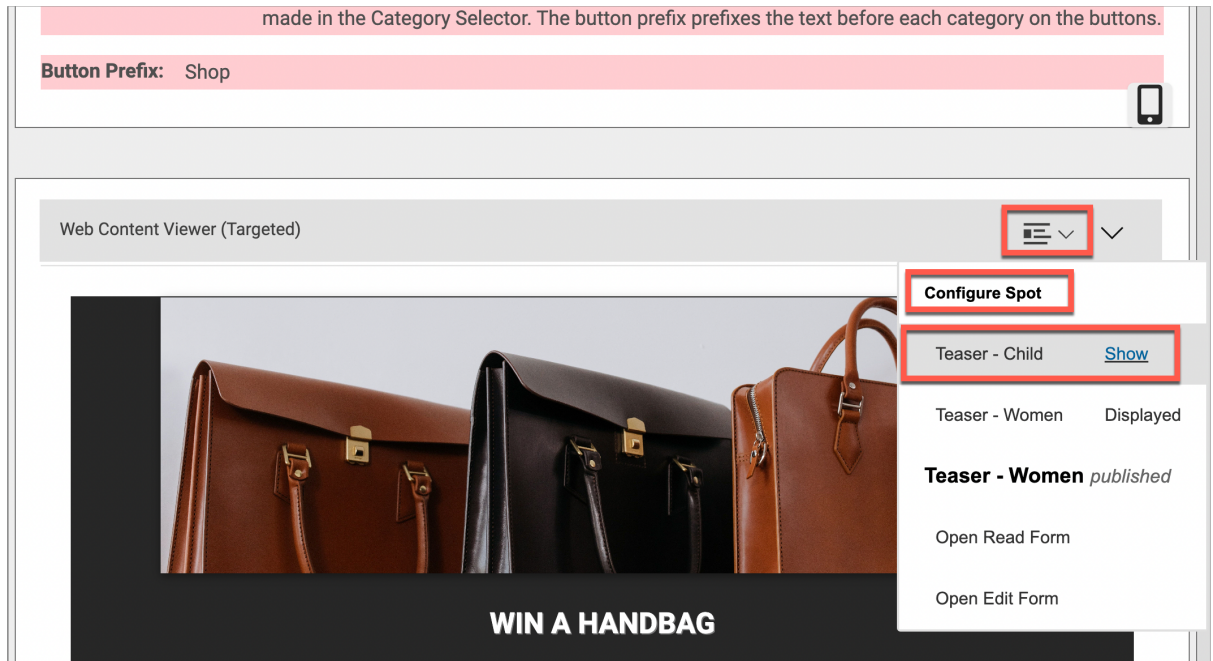 made in the Category Selector. The button prefix prefixes the text before each category on the buttons.
Button Prefix: Shop
Web Content Viewer (Targeted)
Configure Spot
Teaser - Child Show
Teaser - Women Displayed
Teaser - Women published
Open Read Form
Open Edit Form
WIN A HANDBAG